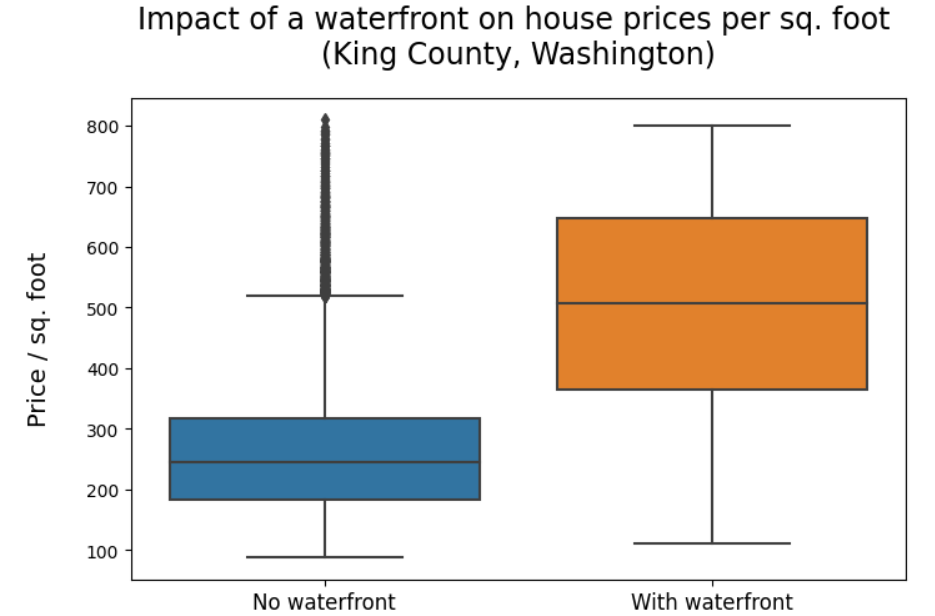 Impact of a waterfront on house prices per sq. foot
(King County, Washington)
Price / sq. foot
800
700
600
500
400
300
200
100
No waterfront
With waterfront